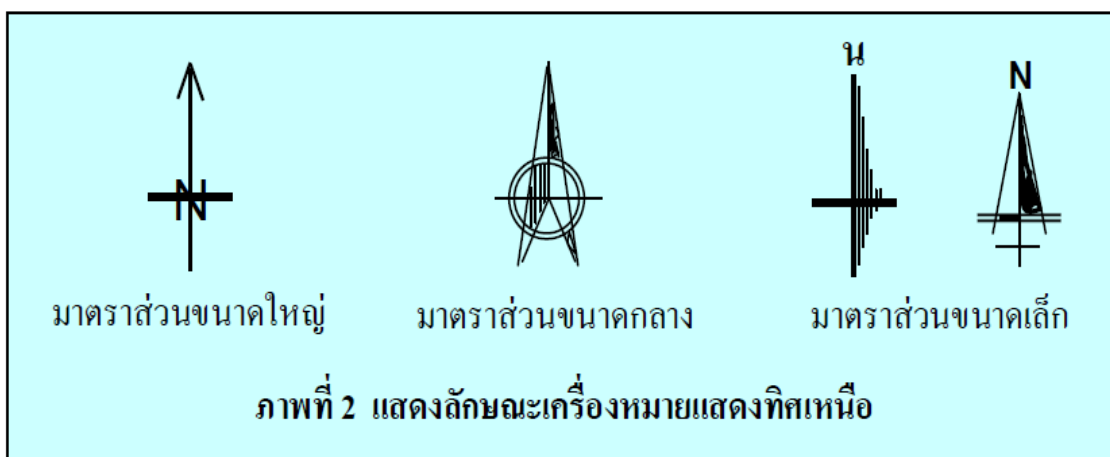 น
N
N
มาตราส่วนขนาดใหญ่ มาตราส่วนขนาดกลาง มาตราส่วนขนาดเล็ก
ภาพที่ 2 แสดงลักษณะเครื่องหมายแสดงทิศเหนือ